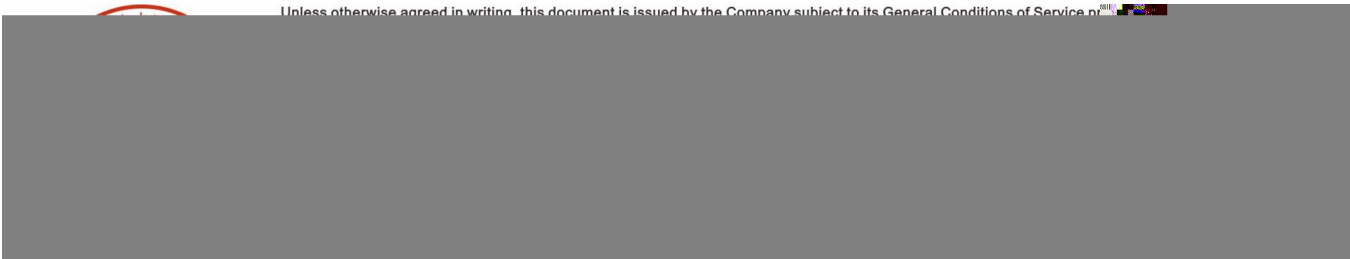 Unless otherwise agreed in writing, this document is issued by the Company subject to its General Conditions of Service